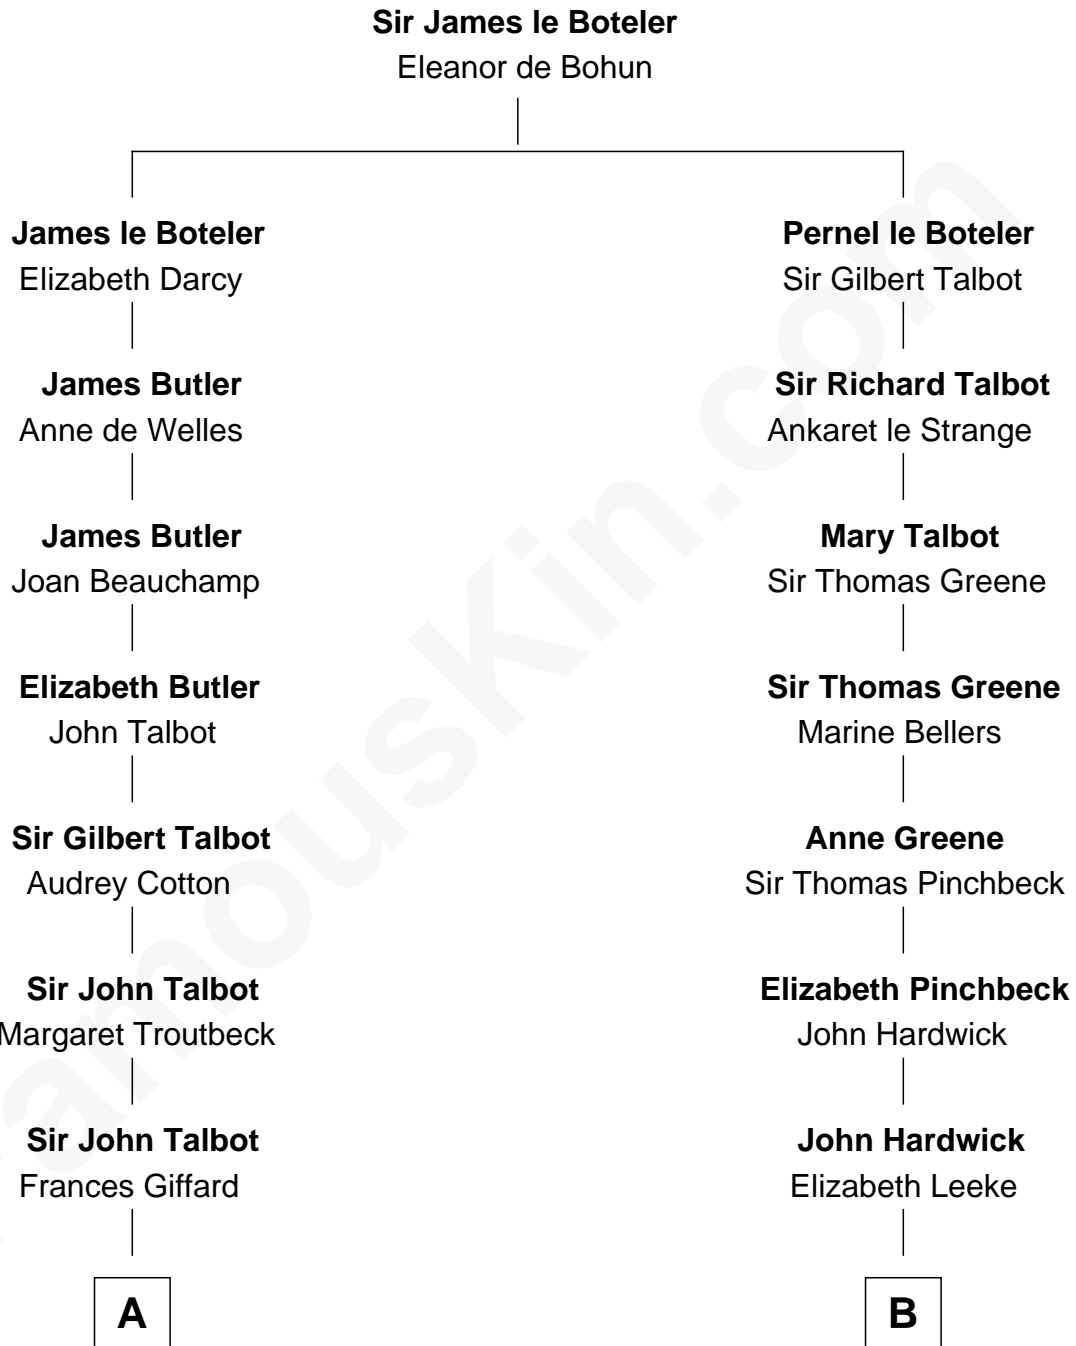 Sir James le Boteler
Eleanor de Bohun
James le Boteler
Elizabeth Darcy
James Butler
Anne de Welles
James Butler
Joan Beauchamp
Elizabeth Butler
John Talbot
Sir Gilbert Talbot
Audrey Cotton
Sir John Talbot
Margaret Troutbeck
Sir John Talbot
Frances Giffard
A
Pernel le Boteler
Sir Gilbert Talbot
Sir Richard Talbot
Ankaret le Strange
Mary Talbot
Sir Thomas Greene
Sir Thomas Greene
Marine Bellers
Anne Greene
Sir Thomas Pinchbeck
Elizabeth Pinchbeck
John Hardwick
John Hardwick
Elizabeth Leeke
B
FamousKin.com